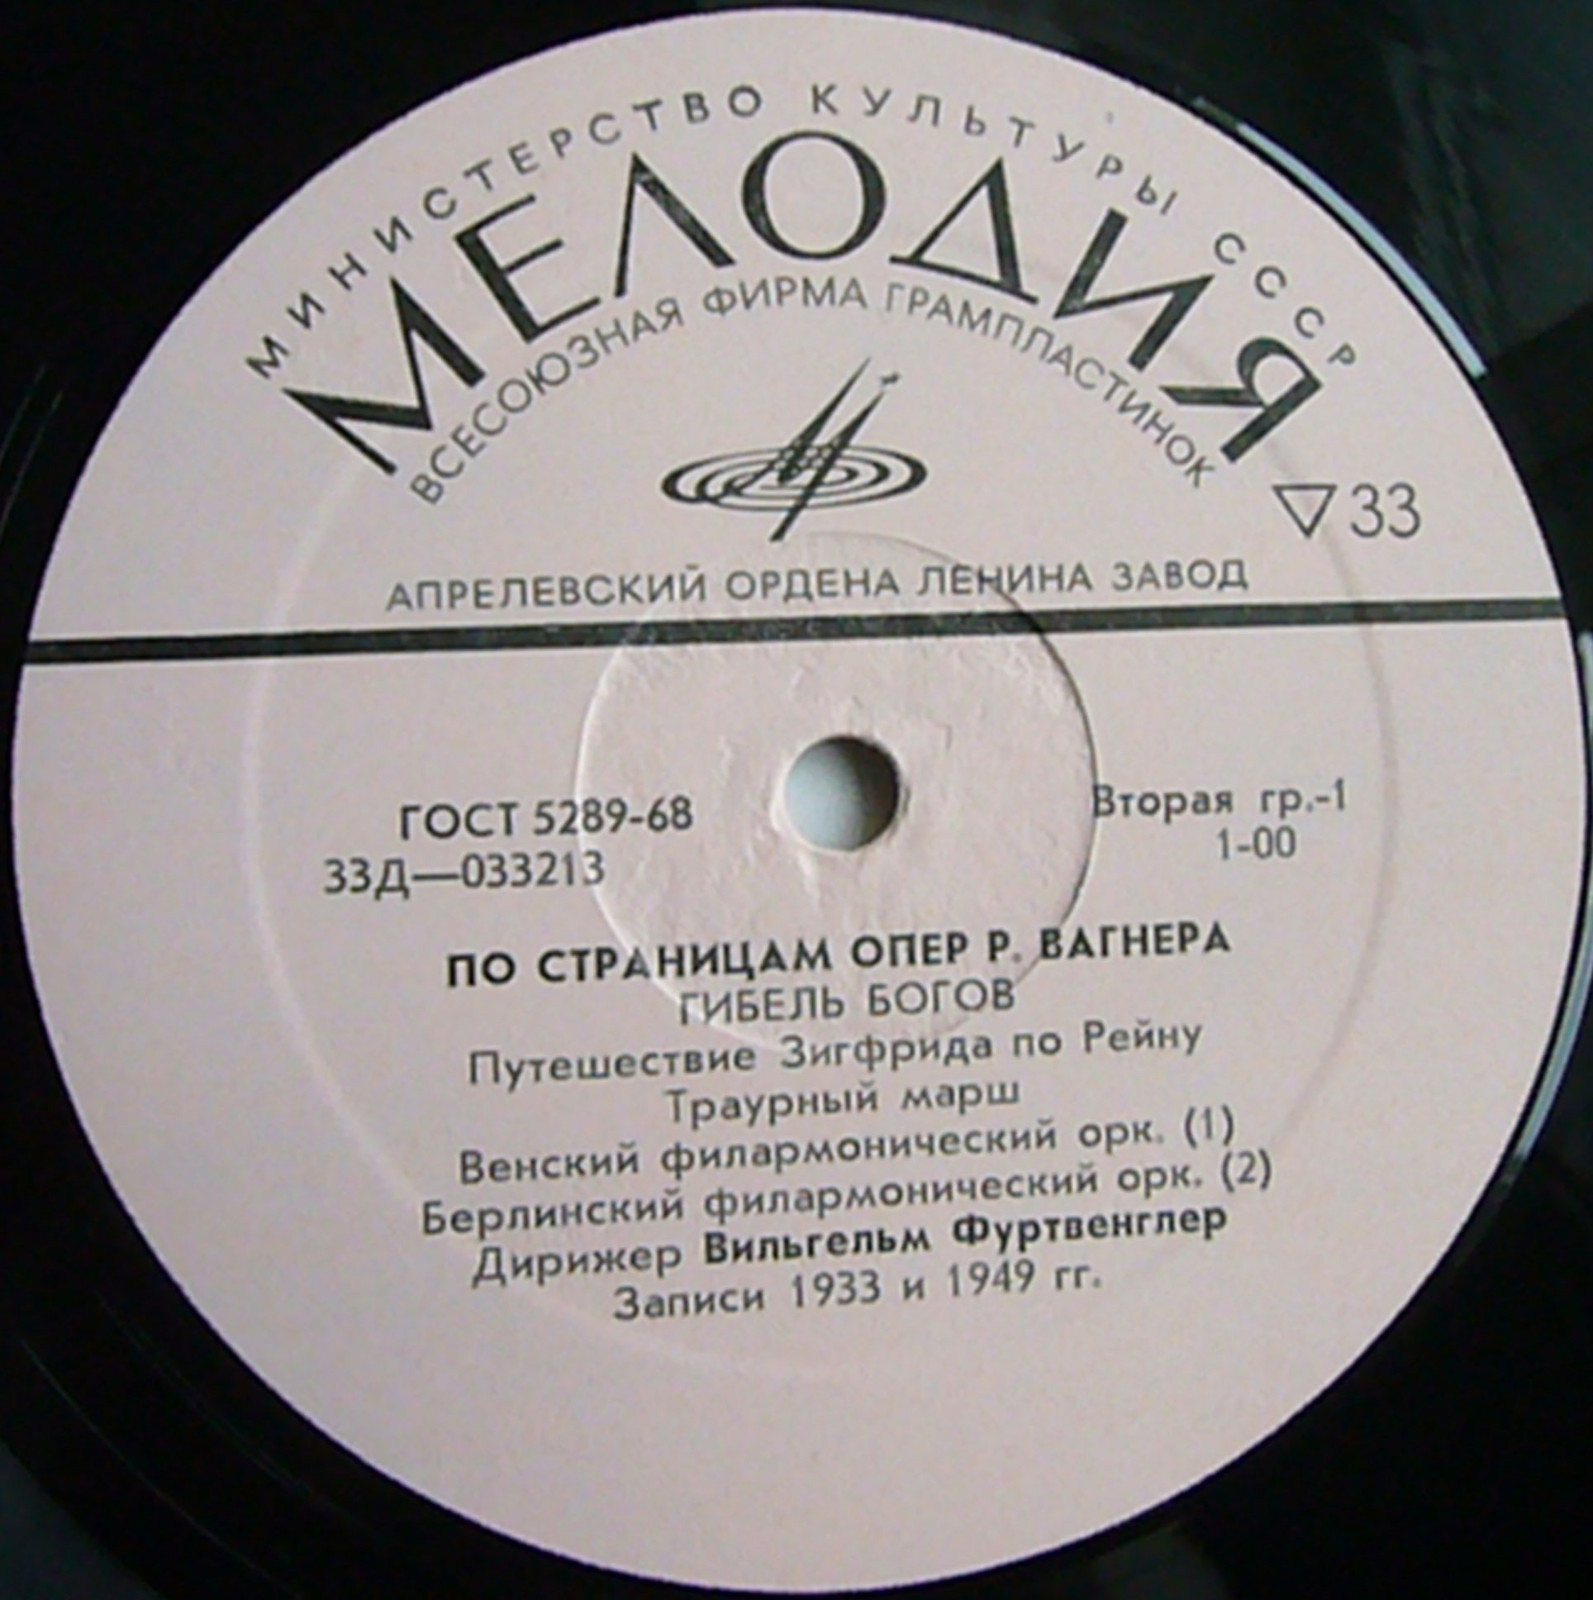 МИНИСТЕРСТВО КУЛЬТУРЫ СССР
МЕЛОДИЯ
ВСЕСОЮЗНАЯ ФИРМА ГРАМПЛАСТИНОК
33
АПРЕЛЕВСКИЙ ОРДЕНА ЛЕНИНА ЗАВОД
ГОСТ 5289-68
33Д—033213
Вторая гр.-1
1-00
ПО СТРАНИЦАМ ОПЕР Р. ВАГНЕРА
ГИБЕЛЬ БОГОВ
Путешествие Зигфрида по Рейну
Траурный марш
Венский филармонический орк. (1)
Берлинский филармонический орк. (2)
Дирижер Вильгельм Фуртвенглер
Записи 1933 и 1949 гг.